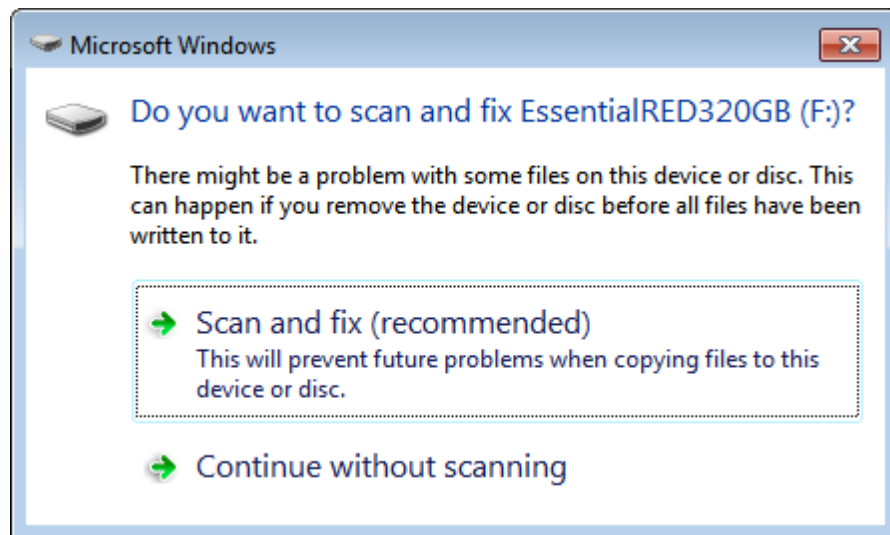 Microsoft Windows
Do you want to scan and fix EssentialRED320GB (F:)?
There might be a problem with some files on this device or disc. This
can happen if you remove the device or disc before all files have been
written to it.
Scan and fix (recommended)
This will prevent future problems when copying files to this
device or disc.
Continue without scanning